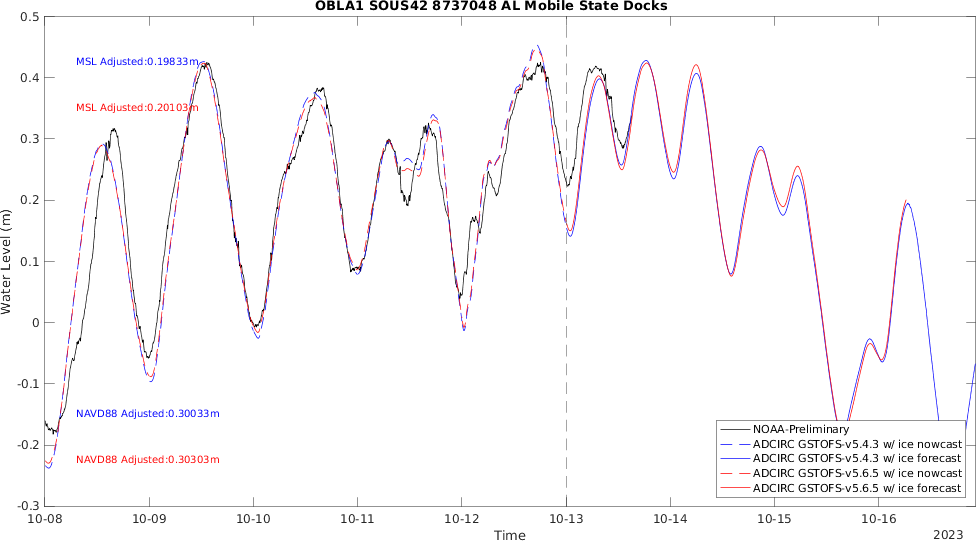 OBLA1 SOUS42 8737048 AL Mobile State Docks
0.5
0.4
0.3
0.2
0.1
0
-0.1
-0.2
-0.3
Water Level (m)
MSL Adjusted:0.19833m
MSL Adjusted:0.20103m
NAVD88 Adjusted:0.30033m
NAVD88 Adjusted:0.30303m
NOAA-Preliminary
ADCIRC GSTOFS-v5.4.3 w/ ice nowcast
ADCIRC GSTOFS-v5.4.3 w/ ice forecast
ADCIRC GSTOFS-v5.6.5 w/ ice nowcast
ADCIRC GSTOFS-v5.6.5 w/ ice forecast
10-08 10-09 10-10 10-11 10-12 10-13 10-14 10-15 10-16
Time
2023